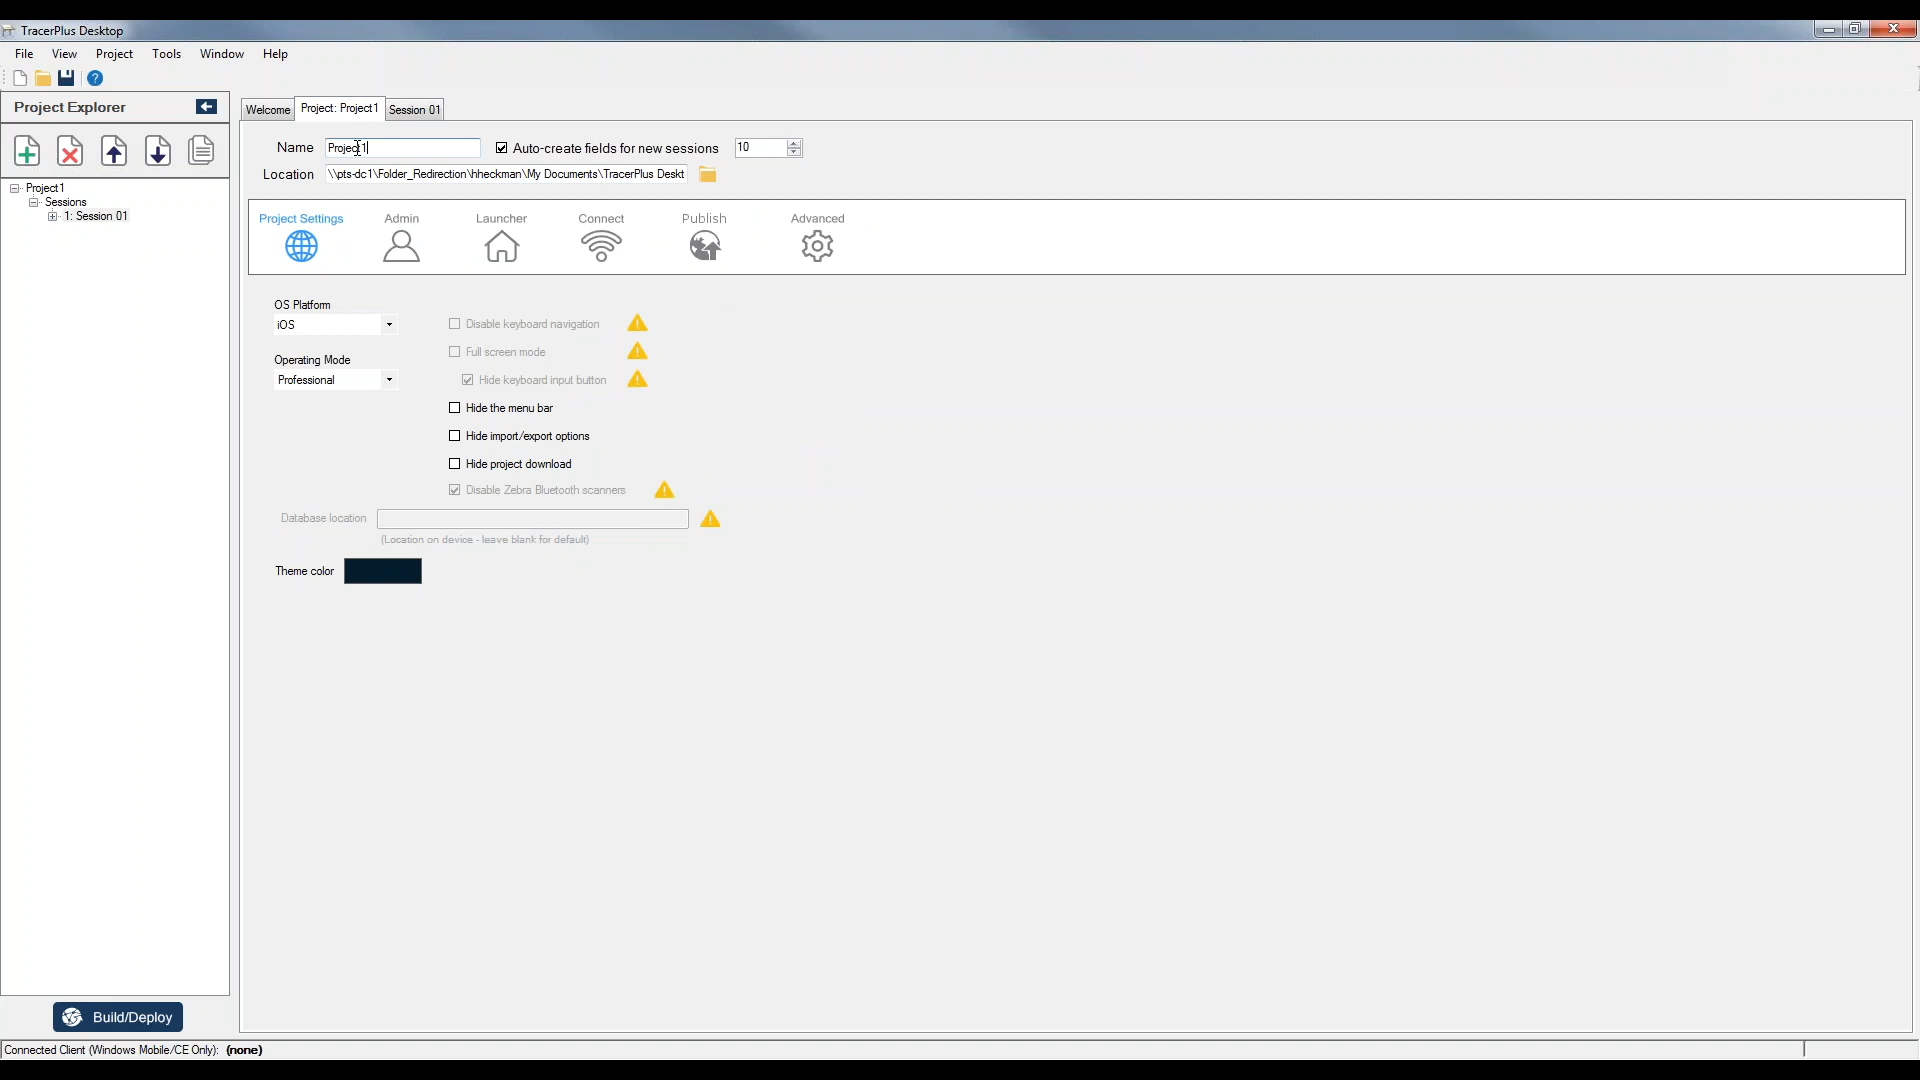 TracerPlus Desktop
File View Project Tools Window Help
Project Explorer
Welcome Project: Project1 Session 01
Name Project1 Auto-create fields for new sessions 10
Location \\pts-dc1\Folder_Redirection\hheckman\My Documents\TracerPlus Deskt
Project1
Sessions
1: Session 01
Project Settings Admin Launcher Connect Publish Advanced
OS Platform
iOS
Operating Mode
Professional
Disable keyboard navigation
Full screen mode
Hide keyboard input button
Hide the menu bar
Hide import/export options
Hide project download
Disable Zebra Bluetooth scanners
Database location
(Location on device - leave blank for default)
Theme color
Build/Deploy
Connected Client (Windows Mobile/CE Only): (none)